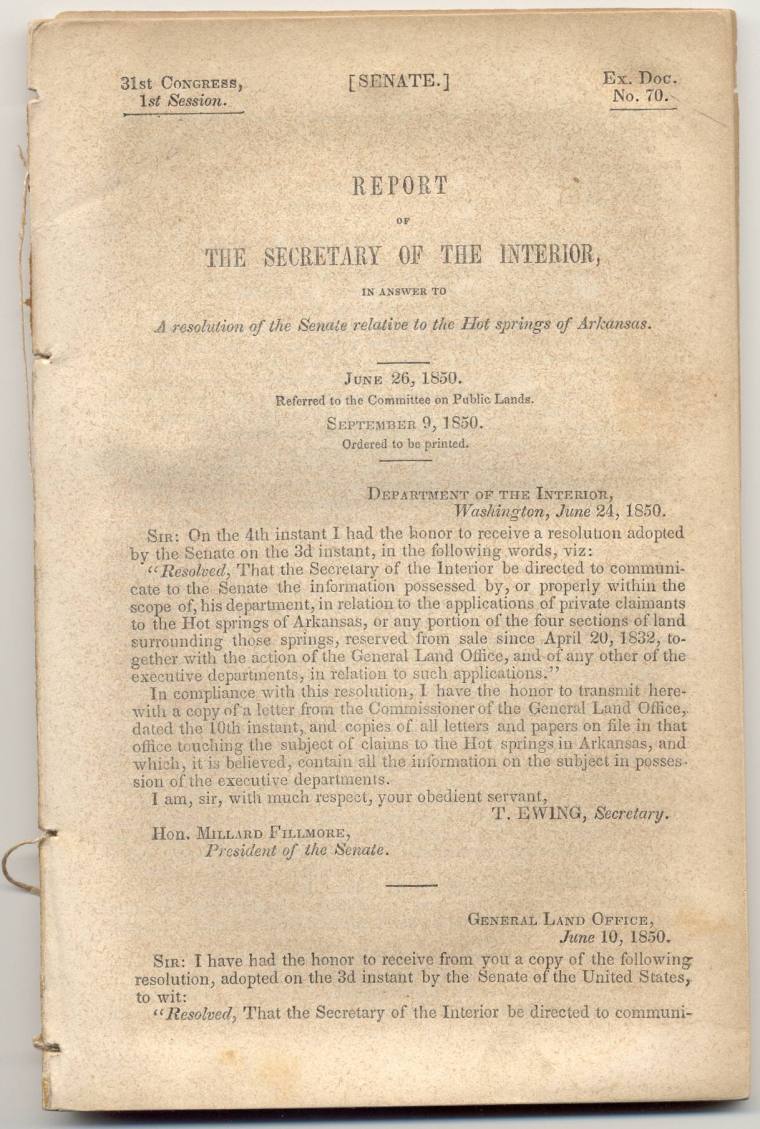 31st Congress,
1st Session.
[SENATE.]
Ex. Doc.
No. 70.
REPORT
OF
THE SECRETARY OF THE INTERIOR,
IN ANSWER TO
A resolution of the Senate relative to the Hot springs of Arkansas.
June 26, 1850.
Referred to the Committee on Public Lands.
September 9, 1850.
Ordered to be printed.
Department of the Interior,
Washington, June 24, 1850.
Sir: On the 4th instant I had the honor to receive a resolution adopted
by the Senate on the 3d instant, in the following words, viz:
“Resolved, That the Secretary of the Interior be directed to communi-
cate to the Senate the information possessed by, or properly within the
scope of, his department, in relation to the applications of private claimants
to the Hot springs of Arkansas, or any portion of the four sections of land
surrounding those springs, reserved from sale since April 20, 1832, to-
gether with the action of the General Land Office, and of any other of the
executive departments, in relation to such applications.”
In compliance with this resolution, I have the honor to transmit here-
with a copy of a letter from the Commissioner of the General Land Office,
dated the 10th instant, and copies of all letters and papers on file in that
office touching the subject of claims to the Hot springs in Arkansas, and
which, it is believed, contain all the information on the subject in posses-
sion of the executive departments.
I am, sir, with much respect, your obedient servant,
T. EWING, Secretary.
Hon. Millard Fillmore,
President of the Senate.
General Land Office,
June 10, 1850.
Sir: I have had the honor to receive from you a copy of the following
resolution, adopted on the 3d instant by the Senate of the United States,
to wit:
“Resolved, That the Secretary of the Interior be directed to communi-